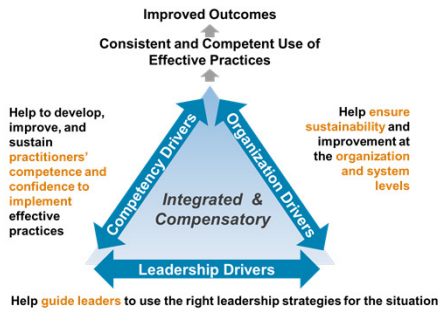 Improved Outcomes
Consistent and Competent Use of
Effective Practices
Help to develop,
improve, and
sustain
practitioners'
competence and
confidence to
implement
effective
practices
Competency Drivers
Organization Drivers
Help ensure
sustainability and
improvement at
the organization
and system
levels
Integrated &
Compensatory
Leadership Drivers
Help guide leaders to use the right leadership strategies for the situation